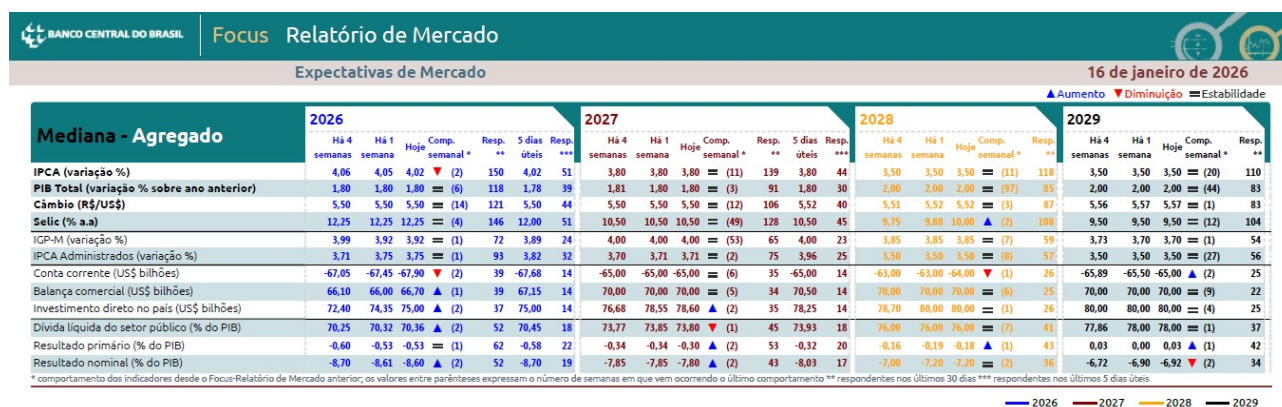 BANCO CENTRAL DO BRASIL Focus Relatório de Mercado
Expectativas de Mercado 16 de janeiro de 2026
▲Aumento ▼Diminuição =Estabilidade
Mediana - Agregado
2026 2027 2028 2029
Há 4 semanas Há 1 semana Hoje Comp. semanal * Resp. ** 5 dias úteis Resp. *** Há 4 semanas Há 1 semana Hoje Comp. semanal * Resp. ** 5 dias úteis Resp. *** Há 4 semanas Há 1 semana Hoje Comp. semanal * Resp. ** Há 4 semanas Há 1 semana Hoje Comp. semanal * Resp. **
IPCA (variação %) 4,06 4,05 4,02 ▼ (2) 150 4,02 51 3,80 3,80 3,80 = (11) 139 3,80 44 3,50 3,50 3,50 = (11) 118 3,50 3,50 3,50 = (20) 110
PIB Total (variação % sobre ano anterior) 1,80 1,80 1,80 = (6) 118 1,78 39 1,81 1,80 1,80 = (3) 91 1,80 30 2,00 2,00 2,00 = (97) 85 2,00 2,00 2,00 = (44) 83
Câmbio (R$/US$) 5,50 5,50 5,50 = (14) 121 5,50 44 5,50 5,50 5,50 = (12) 106 5,52 40 5,51 5,52 5,52 = (3) 87 5,56 5,57 5,57 = (1) 83
Selic (% a.a) 12,25 12,25 12,25 = (4) 146 12,00 51 10,50 10,50 10,50 = (49) 128 10,50 45 9,75 9,88 10,00 ▲ (2) 108 9,50 9,50 9,50 = (12) 104
IGP-M (variação %) 3,99 3,92 3,92 = (1) 72 3,89 24 4,00 4,00 4,00 = (53) 65 4,00 23 3,85 3,85 3,85 = (7) 59 3,73 3,70 3,70 = (1) 54
IPCA Administrados (variação %) 3,71 3,75 3,75 = (1) 93 3,82 32 3,70 3,71 3,71 = (2) 75 3,96 25 3,50 3,50 3,50 = (8) 57 3,50 3,50 3,50 = (27) 56
Conta corrente (US$ bilhões) -67,05 -67,45 -67,90 ▼ (2) 39 -67,68 14 -65,00 -65,00 -65,00 = (6) 35 -65,00 14 -63,00 -63,00 -64,00 ▼ (1) 26 -65,89 -65,50 -65,00 ▲ (2) 25
Balança comercial (US$ bilhões) 66,10 66,00 66,70 ▲ (1) 39 67,15 14 70,00 70,00 70,00 = (5) 34 70,50 14 70,00 70,00 70,00 = (6) 25 70,00 70,00 70,00 = (9) 22
Investimento direto no país (US$ bilhões) 72,40 74,35 75,00 ▲ (2) 37 75,00 14 76,68 78,55 78,60 ▲ (2) 35 78,25 14 78,70 80,00 80,00 = (1) 26 80,00 80,00 80,00 = (4) 25
Dívida líquida do setor público (% do PIB) 70,25 70,32 70,36 ▲ (2) 52 70,45 18 73,77 73,85 73,80 ▼ (1) 45 73,93 18 76,00 76,00 76,00 = (7) 41 77,86 78,00 78,00 = (1) 37
Resultado primário (% do PIB) -0,60 -0,53 -0,53 = (1) 62 -0,58 22 -0,34 -0,34 -0,30 ▲ (2) 53 -0,32 20 -0,16 -0,19 -0,18 ▲ (1) 43 0,03 0,00 0,03 ▲ (1) 42
Resultado nominal (% do PIB) -8,70 -8,61 -8,60 ▲ (2) 52 -8,70 19 -7,85 -7,85 -7,80 ▲ (2) 43 -8,03 17 -7,00 -7,20 -7,20 = (2) 36 -6,72 -6,90 -6,92 ▼ (2) 34
* comportamento dos indicadores desde o Focus-Relatório de Mercado anterior; os valores entre parênteses expressam o número de semanas em que vem ocorrendo o último comportamento ** respondentes nos últimos 30 dias *** respondentes nos últimos 5 dias úteis
2026 2027 2028 2029